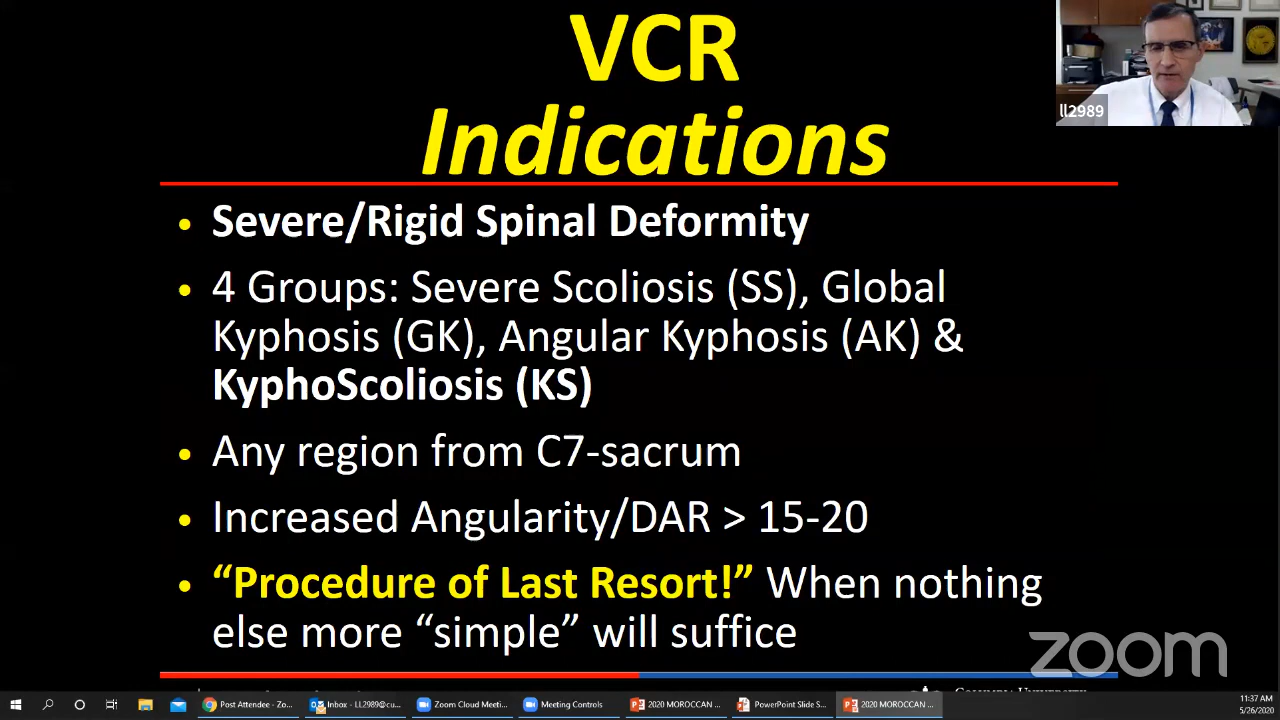 VCR
Indications
ll2989
• Severe/Rigid Spinal Deformity
• 4 Groups: Severe Scoliosis (SS), Global
Kyphosis (GK), Angular Kyphosis (AK) &
KyphoScoliosis (KS)
• Any region from C7-sacrum
• Increased Angularity/DAR > 15-20
• “Procedure of Last Resort!” When nothing
else more “simple” will suffice
zoom
Post Attendee - Zo...
Inbox - LL2989@cu...
Zoom Cloud Meeti...
Meeting Controls
2020 MOROCCAN ...
PowerPoint Slide S...
2020 MOROCCAN ...
11:37 AM
5/26/2020